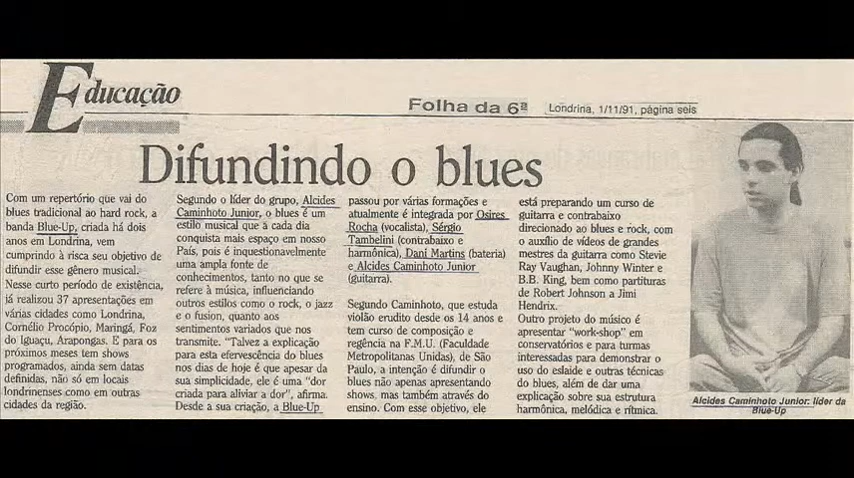 Educação
Folha da 6ª
Londrina, 1/11/91, página seis
Difundindo o blues
Com um repertório que vai do
blues tradicional ao hard rock, a
banda Blue-Up, criada há dois
anos em Londrina, vem
cumprindo à risca seu objetivo de
difundir esse gênero musical.
Nesse curto período de existência,
já realizou 37 apresentações em
várias cidades como Londrina,
Cornélio Procópio, Maringá, Foz
do Iguaçu, Arapongas. E para os
próximos meses tem shows
programados, ainda sem datas
definidas, não só em locais
londrinenses como em outras
cidades da região.
Segundo o líder do grupo, Alcides
Caminhoto Junior, o blues é um
estilo musical que a cada dia
conquista mais espaço em nosso
País, pois é inquestionavelmente
uma ampla fonte de
conhecimentos, tanto no que se
refere à música, influenciando
outros estilos como o rock, o jazz
e o fusion, quanto aos
sentimentos variados que nos
transmite. "Talvez a explicação
para esta efervescência do blues
nos dias de hoje é que apesar da
sua simplicidade, ele é uma "dor
criada para aliviar a dor", afirma.
Desde a sua criação, a Blue-Up
passou por várias formações e
atualmente é integrada por Osires
Rocha (vocalista), Sérgio
Tambelini (contrabaixo e
harmônica), Dani Martins (bateria)
e Alcides Caminhoto Junior
(guitarra).
Segundo Caminhoto, que estuda
violão erudito desde os 14 anos e
tem curso de composição e
regência na F.M.U. (Faculdade
Metropolitanas Unidas), de São
Paulo, a intenção é difundir o
blues não apenas apresentando
shows, mas também através do
ensino. Com esse objetivo, ele
está preparando um curso de
guitarra e contrabaixo
direcionado ao blues e rock, com
o auxílio de vídeos de grandes
mestres da guitarra como Stevie
Ray Vaughan, Johnny Winter e
B.B. King, bem como partituras
de Robert Johnson a Jimi
Hendrix.
Outro projeto do músico é
apresentar "work-shop" em
conservatórios e para turmas
interessadas para demonstrar o
uso do eslaide e outras técnicas
do blues, além de dar uma
explicação sobre sua estrutura
harmônica, melódica e rítmica.
Alcides Caminhoto Junior: líder da
Blue-Up